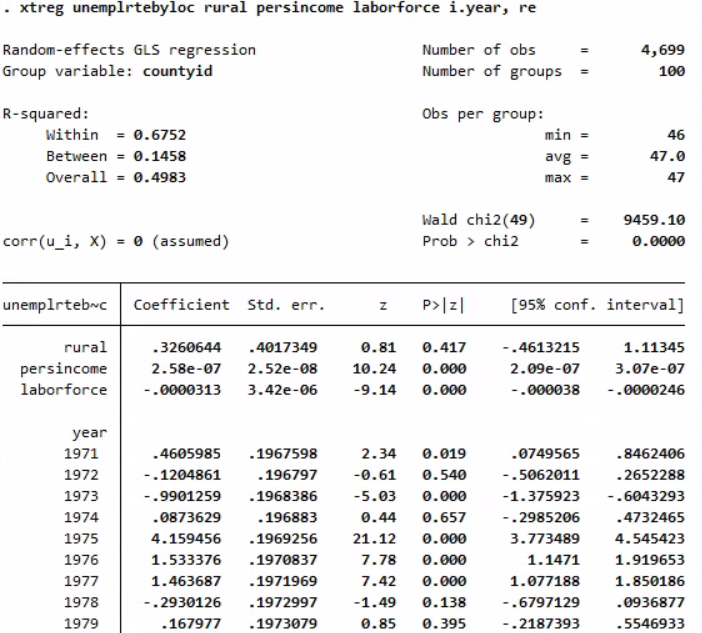 . xtreg unemplrtebyloc rural persincome laborforce i.year, re
Random-effects GLS regression Number of obs = 4,699
Group variable: countyid Number of groups = 100
R-squared: Obs per group:
Within = 0.6752 min = 46
Between = 0.1458 avg = 47.0
Overall = 0.4983 max = 47
Wald chi2(49) = 9459.10
corr(u_i, X) = 0 (assumed) Prob > chi2 = 0.0000
unemplrteb~c Coefficient Std. err. z P>|z| [95% conf. interval]
rural .3260644 .4017349 0.81 0.417 -.4613215 1.11345
persincome 2.58e-07 2.52e-08 10.24 0.000 2.09e-07 3.07e-07
laborforce -.0000313 3.42e-06 -9.14 0.000 -.000038 -.0000246
year
1971 .4605985 .1967598 2.34 0.019 .0749565 .8462406
1972 -.1204861 .196797 -0.61 0.540 -.5062011 .2652288
1973 -.9901259 .1968386 -5.03 0.000 -1.375923 -.6043293
1974 .0873629 .196883 0.44 0.657 -.2985206 .4732465
1975 4.159456 .1969256 21.12 0.000 3.773489 4.545423
1976 1.533376 .1970837 7.78 0.000 1.1471 1.919653
1977 1.463687 .1971969 7.42 0.000 1.077188 1.850186
1978 -.2930126 .1972997 -1.49 0.138 -.6797129 .0936877
1979 .167977 .1973079 0.85 0.395 -.2187393 .5546933